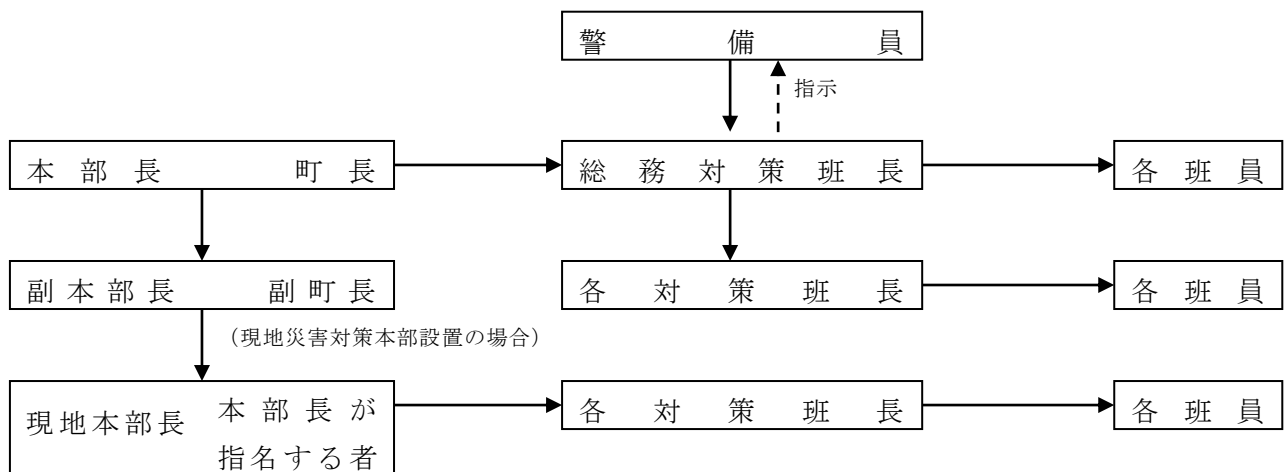 警備員
指示
本部長 町長
総務対策班長
各班員
副本部長 副町長
各対策班長
各班員
（現地災害対策本部設置の場合）
現地本部長 本部長が
指名する者
各対策班長
各班員